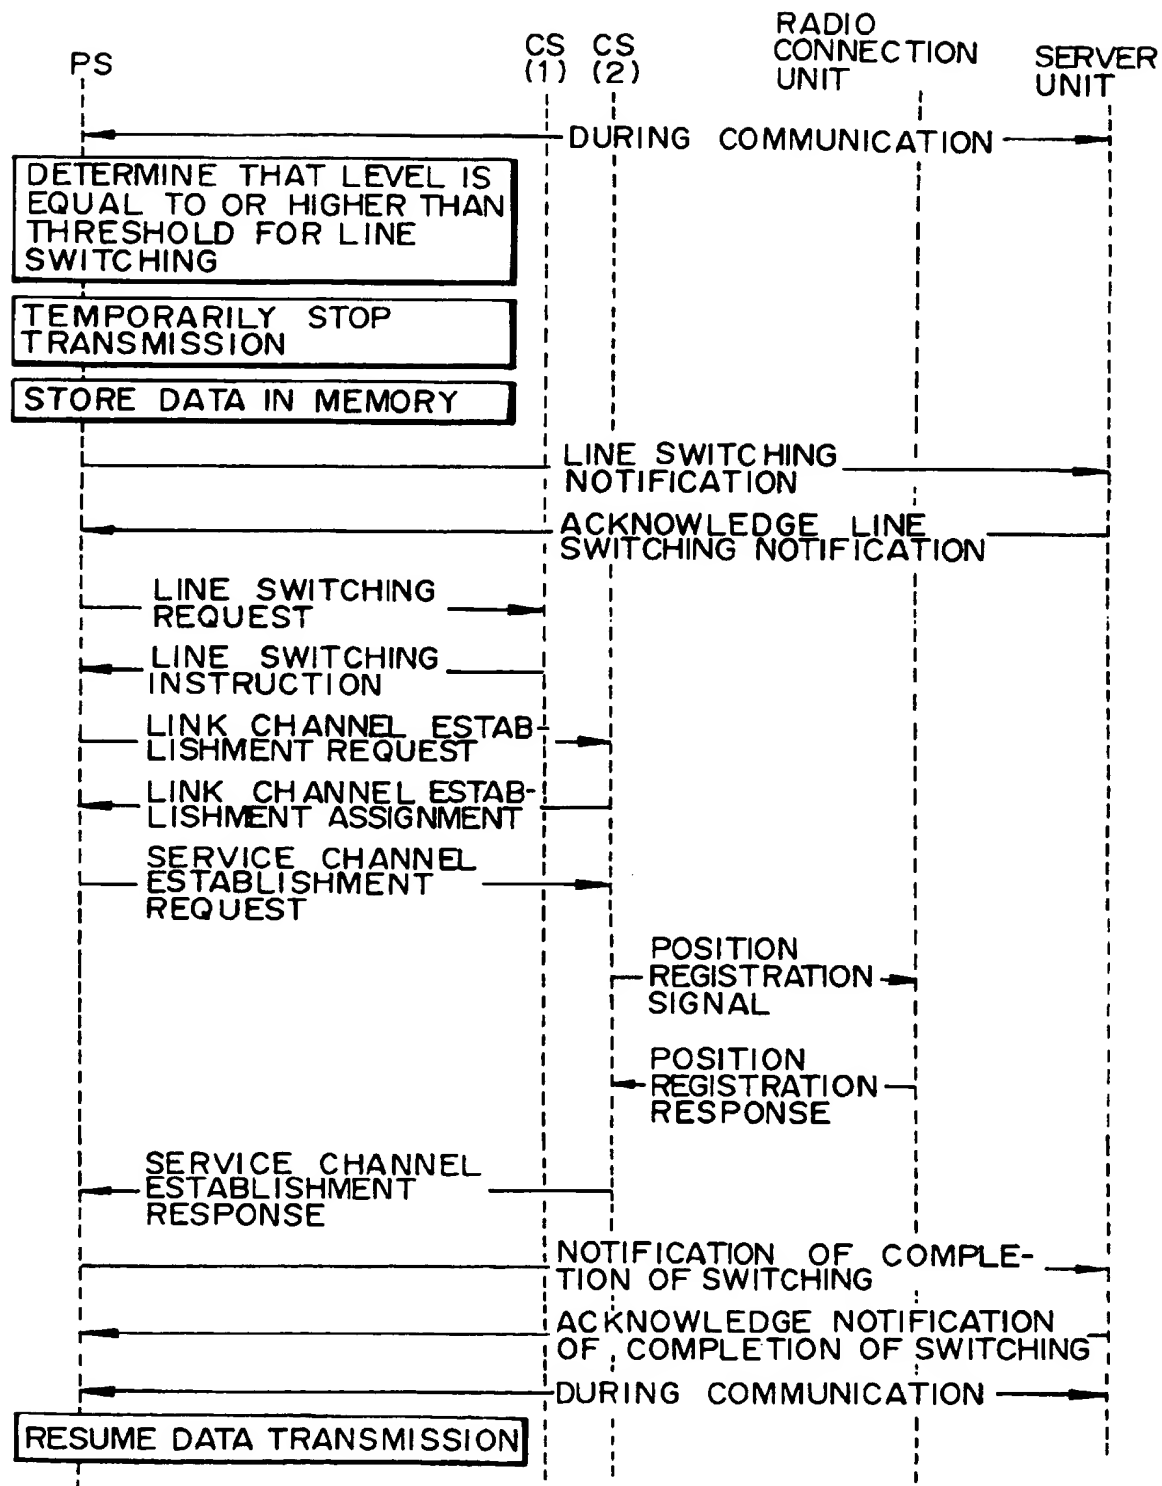 PS
CS
(1)
CS
(2)
RADIO
CONNECTION
UNIT
SERVER
UNIT
DURING COMMUNICATION
DETERMINE THAT LEVEL IS
EQUAL TO OR HIGHER THAN
THRESHOLD FOR LINE
SWITCHING
TEMPORARILY STOP
TRANSMISSION
STORE DATA IN MEMORY
LINE SWITCHING
NOTIFICATION
ACKNOWLEDGE LINE
SWITCHING NOTIFICATION
LINE SWITCHING
REQUEST
LINE SWITCHING
INSTRUCTION
LINK CHANNEL ESTAB-
LISHMENT REQUEST
LINK CHANNEL ESTAB-
LISHMENT ASSIGNMENT
SERVICE CHANNEL
ESTABLISHMENT
REQUEST
POSITION
REGISTRATION
SIGNAL
POSITION
REGISTRATION
RESPONSE
SERVICE CHANNEL
ESTABLISHMENT
RESPONSE
NOTIFICATION OF COMPLE-
TION OF SWITCHING
ACKNOWLEDGE NOTIFICATION
OF COMPLETION OF SWITCHING
DURING COMMUNICATION
RESUME DATA TRANSMISSION